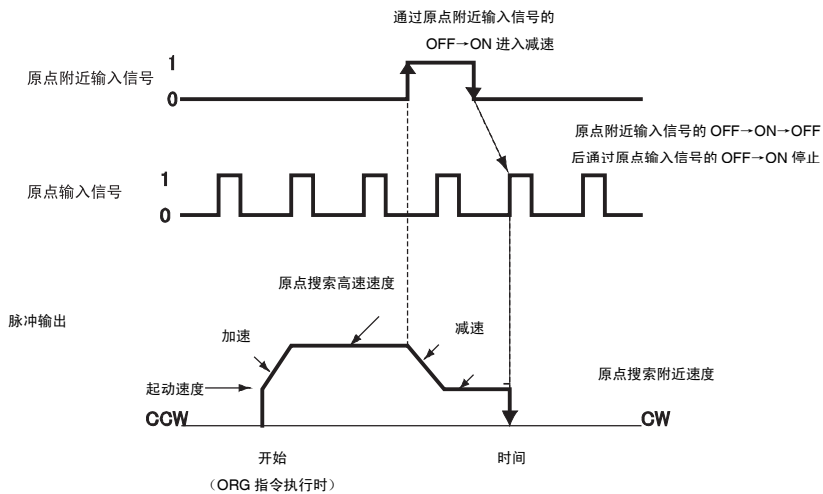 通过原点附近输入信号的
OFF→ON 进入减速
原点附近输入信号
1
0
原点附近输入信号的 OFF→ON→OFF
后通过原点输入信号的 OFF→ON 停止
原点输入信号
1
0
原点搜索高速速度
脉冲输出
加速
减速
原点搜索附近速度
起动速度
CCW
CW
开始
时间
（ORG 指令执行时）